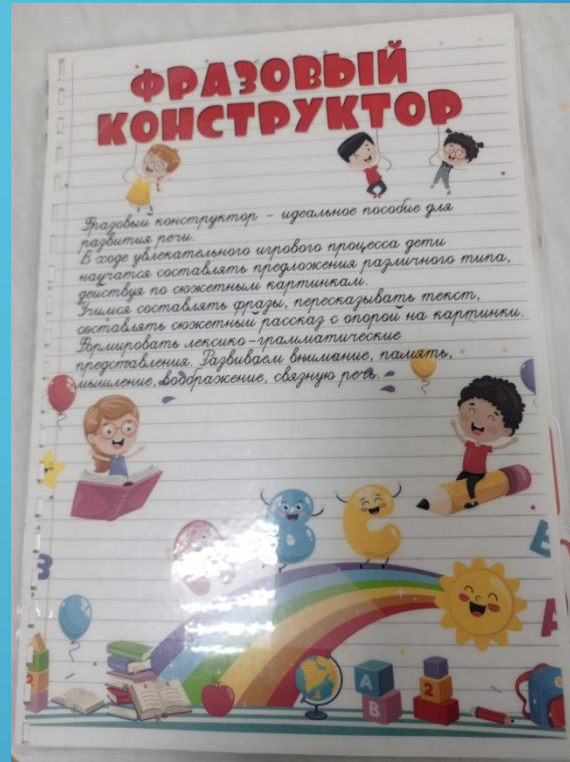 ФРАЗОВЫЙ
КОНСТРУКТОР
Фразовый конструктор – идеальное пособие для
развития речи.
В ходе увлекательного игрового процесса дети
научатся составлять предложения различного типа,
действуя по сюжетным картинкам.
Учимся составлять фразы, пересказывать текст,
составлять сюжетный рассказ с опорой на картинки.
Формировать лексико-грамматические
представления. Развиваем внимание, память,
мышление, воображение, связную речь.
A B C
З
Б
А
A
B
2